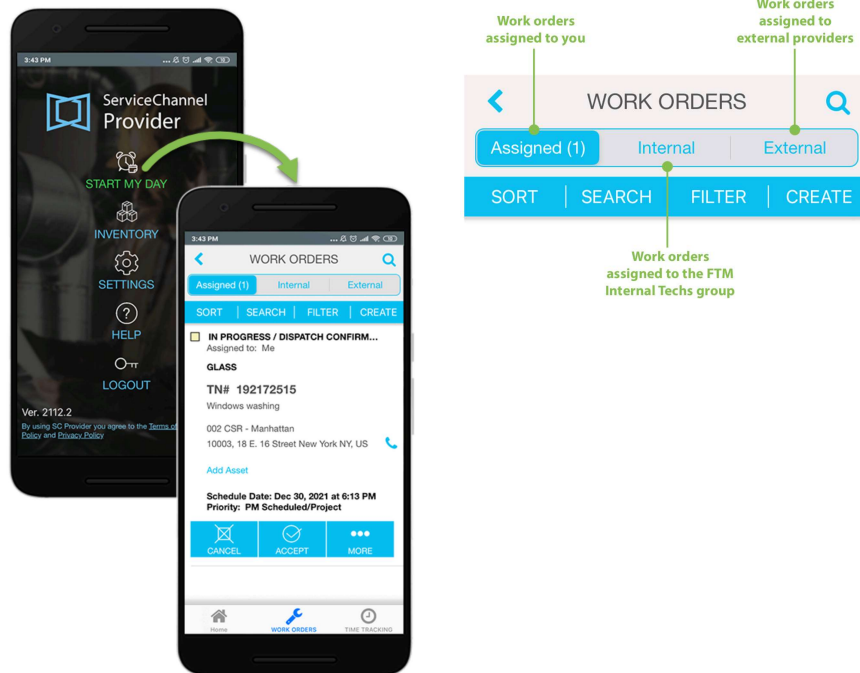 3:43 PM
ServiceChannel
Provider
START MY DAY
INVENTORY
SETTINGS
HELP
LOGOUT
Ver. 2112.2
By using SC Provider you agree to the Terms of
Policy and Privacy Policy
3:43 PM
WORK ORDERS
Assigned (1) Internal External
SORT | SEARCH FILTER | CREATE
IN PROGRESS / DISPATCH CONFIRM...
Assigned to: Me
GLASS
TN# 192172515
Windows washing
002 CSR - Manhattan
10003, 18 E. 16 Street New York NY, US
Add Asset
Schedule Date: Dec 30, 2021 at 6:13 PM
Priority: PM Scheduled/Project
CANCEL ACCEPT MORE
Home WORK ORDERS TIME TRACKING
Work orders
assigned to you
Work orders
assigned to
external providers
WORK ORDERS
Assigned (1) Internal External
SORT | SEARCH FILTER | CREATE
Work orders
assigned to the FTM
Internal Techs group